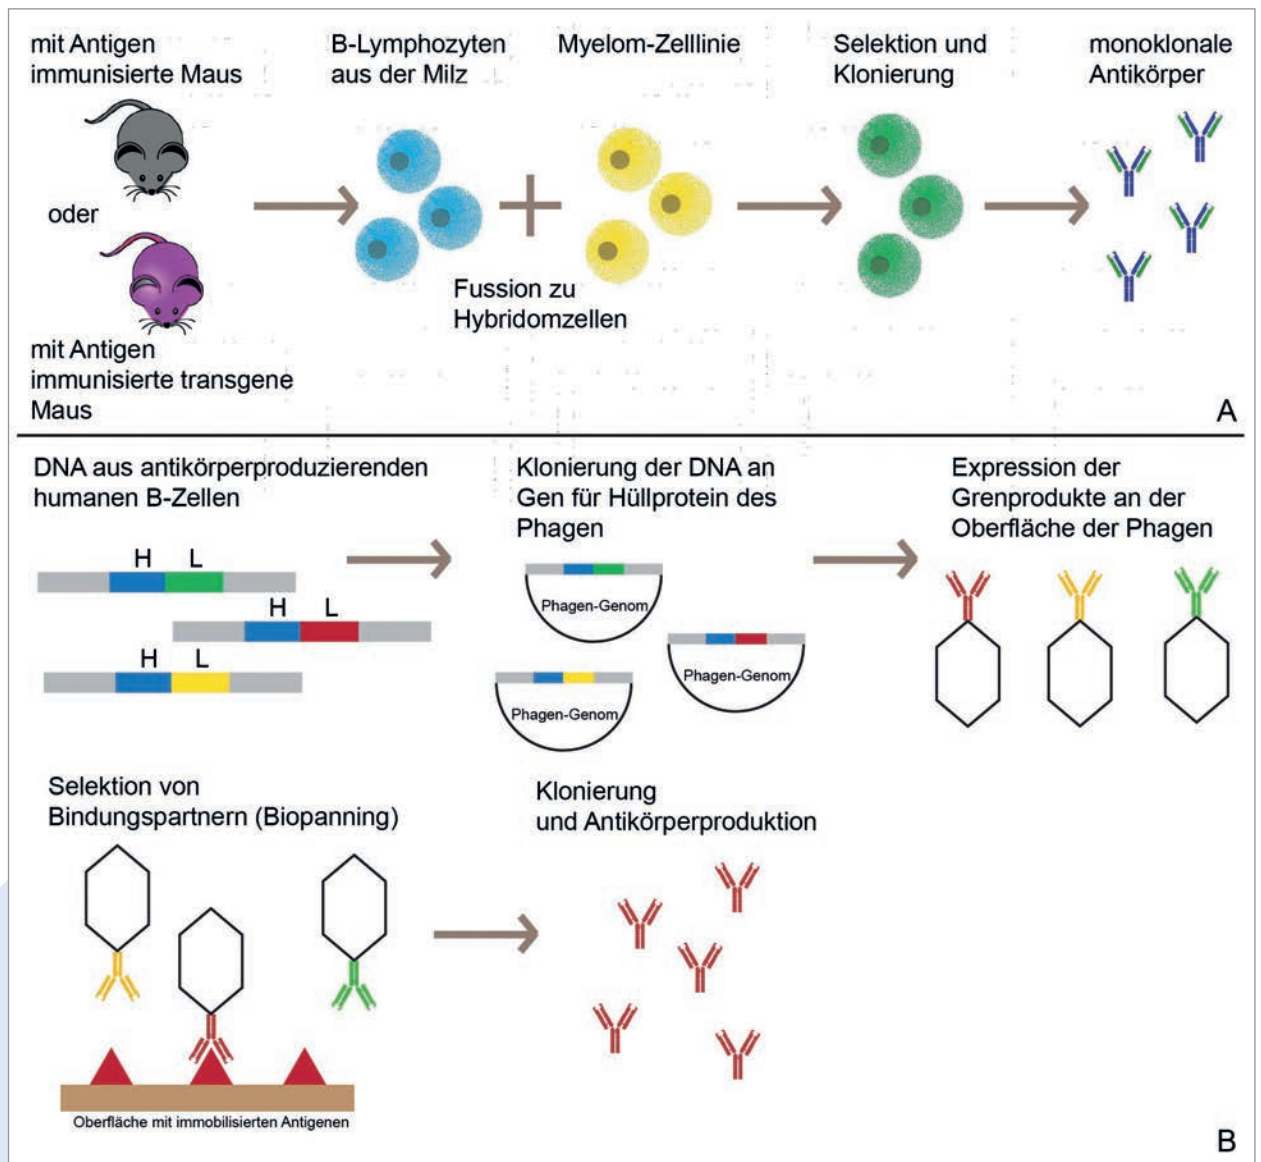 mit Antigen
immunisierte Maus
oder
mit Antigen
immunisierte transgene
Maus
B-Lymphozyten
aus der Milz
Myelom-Zelllinie
Fussion zu
Hybridomzellen
Selektion und
Klonierung
monoklonale
Antikörper
A
DNA aus antikörperproduzierenden
humanen B-Zellen
H L
H L
H L
Klonierung der DNA an
Gen für Hüllprotein des
Phagen
Phagen-Genom
Phagen-Genom
Phagen-Genom
Expression der
Grenprodukte an der
Oberfläche der Phagen
Selektion von
Bindungspartnern (Biopanning)
Oberfläche mit immobilisierten Antigenen
Klonierung
und Antikörperproduktion
B